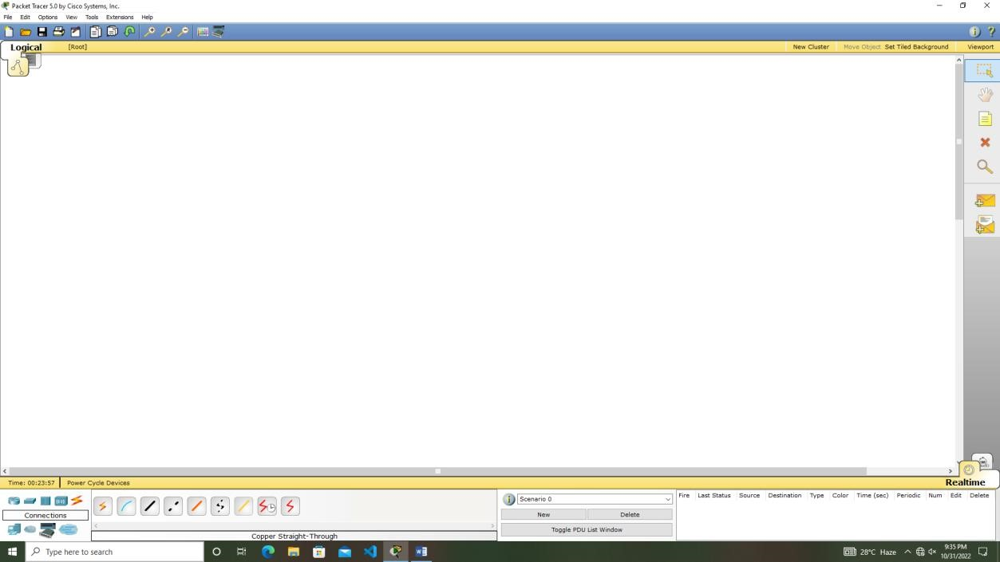 Packet Tracer 5.0 by Cisco Systems, Inc.
File Edit Options View Tools Extensions Help
Logical [Root] New Cluster Move Object Set Tiled Background Viewport
Time: 00:23:57 Power Cycle Devices Realtime
Connections
Copper Straight-Through
Scenario 0
New Delete
Toggle PDU List Window
Fire Last Status Source Destination Type Color Time (sec) Periodic Num Edit Delete
Type here to search
28°C Haze
9:35 PM
10/31/2022